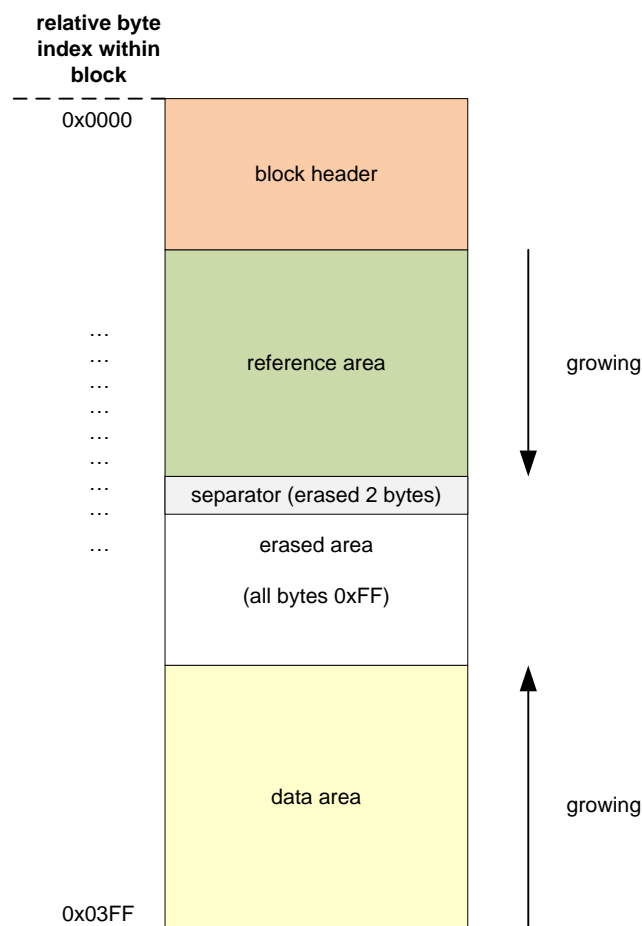 relative byte
index within
block
0x0000
block header
…
…
…
…
…
…
…
…
…
reference area
growing
separator (erased 2 bytes)
erased area
(all bytes 0xFF)
data area
growing
0x03FF